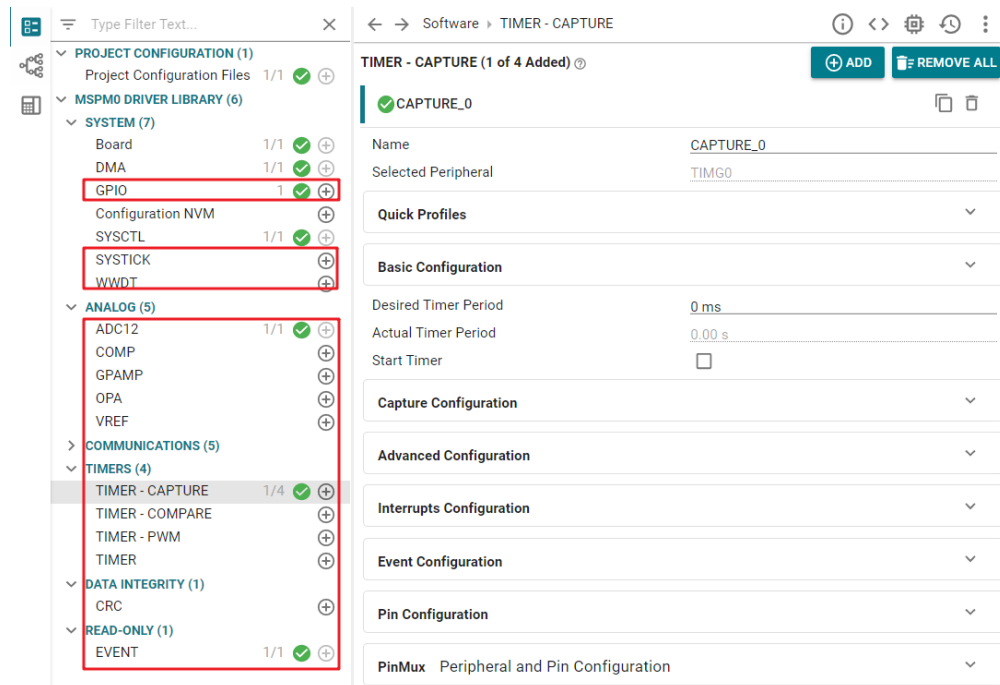 Type Filter Text...
PROJECT CONFIGURATION (1)
Project Configuration Files 1/1
MSPM0 DRIVER LIBRARY (6)
SYSTEM (7)
Board 1/1
DMA 1/1
GPIO 1
Configuration NVM
SYSCTL 1/1
SYSTICK
WWDT
ANALOG (5)
ADC12 1/1
COMP
GPAMP
OPA
VREF
COMMUNICATIONS (5)
TIMERS (4)
TIMER - CAPTURE 1/4
TIMER - COMPARE
TIMER - PWM
TIMER
DATA INTEGRITY (1)
CRC
READ-ONLY (1)
EVENT 1/1
Software TIMER - CAPTURE
TIMER - CAPTURE (1 of 4 Added)
ADD
REMOVE ALL
CAPTURE_0
Name CAPTURE_0
Selected Peripheral TIMG0
Quick Profiles
Basic Configuration
Desired Timer Period 0 ms
Actual Timer Period 0.00 s
Start Timer
Capture Configuration
Advanced Configuration
Interrupts Configuration
Event Configuration
Pin Configuration
PinMux Peripheral and Pin Configuration